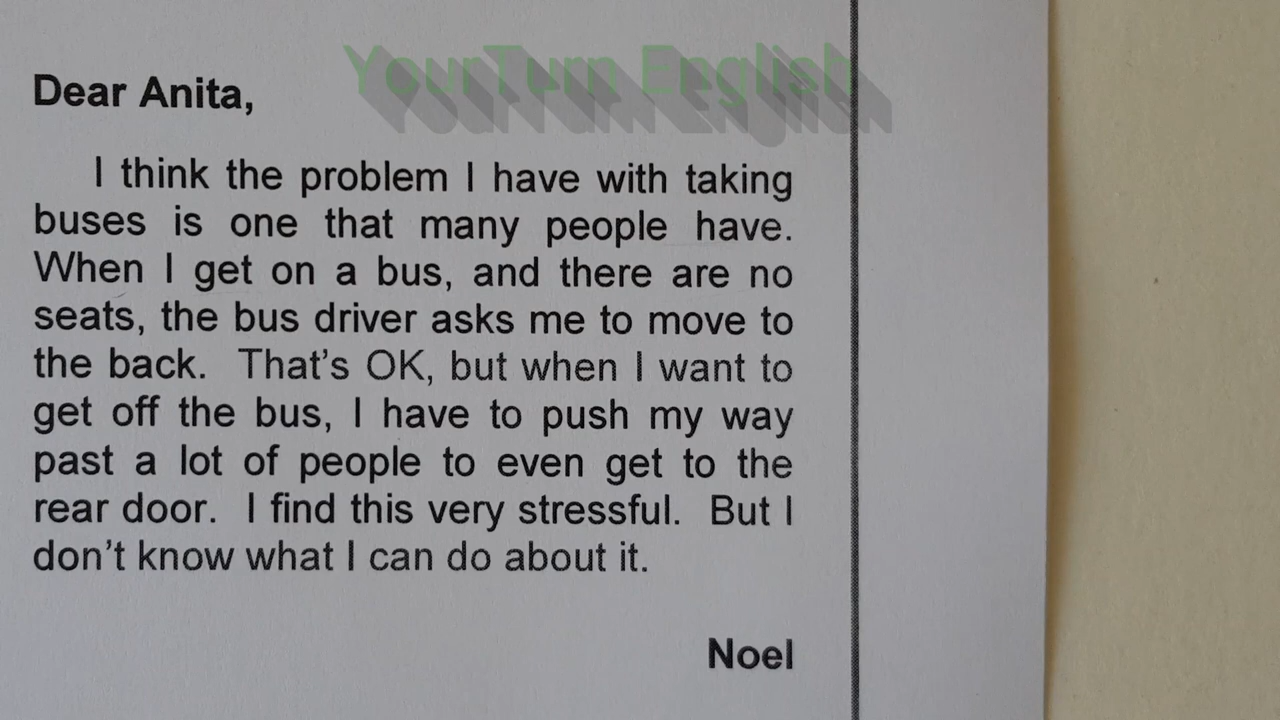 YourTurn English
Dear Anita,
I think the problem I have with taking
buses is one that many people have.
When I get on a bus, and there are no
seats, the bus driver asks me to move to
the back.  That's OK, but when I want to
get off the bus, I have to push my way
past a lot of people to even get to the
rear door.  I find this very stressful.  But I
don't know what I can do about it.
Noel